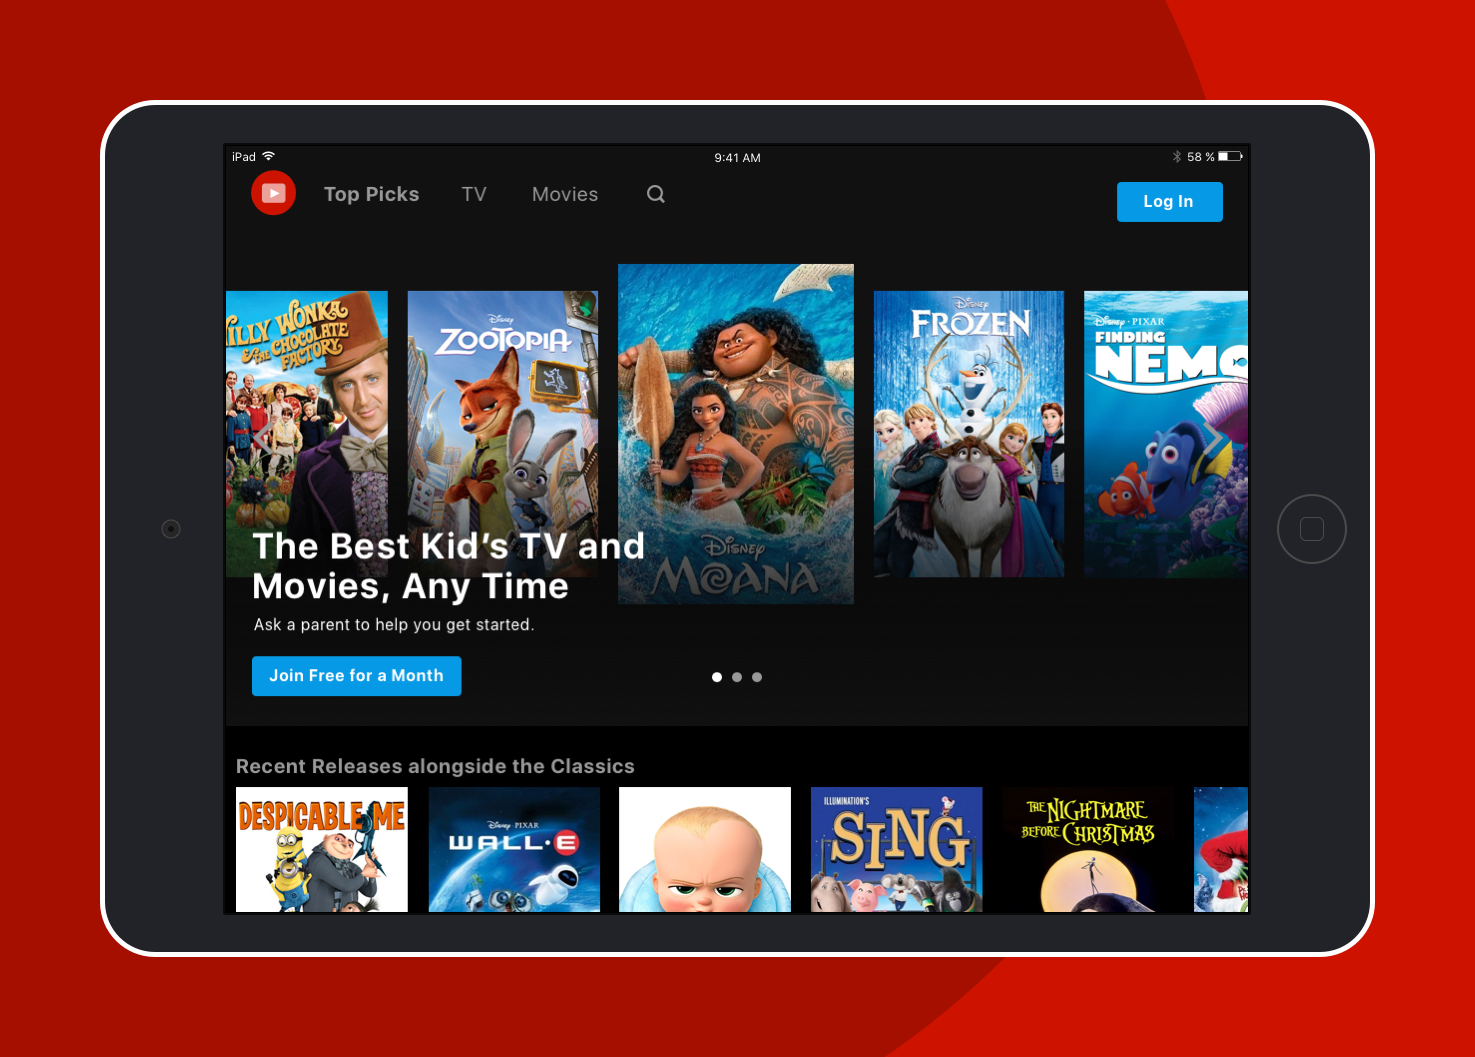 iPad
9:41 AM
58 %
Top Picks
TV
Movies
Log In
ILLY WONKA
& THE CHOCOLATE
FACTORY
Disney
ZOOTOPIA
Disney
MOANA
Disney
FROZEN
Disney · PIXAR
FINDING
NEMO
The Best Kid’s TV and
Movies, Any Time
Ask a parent to help you get started.
Join Free for a Month
Recent Releases alongside the Classics
DESPICABLE ME
Disney · PIXAR
WALL·E
ILLUMINATION'S
SING
THE NIGHTMARE
BEFORE CHRISTMAS